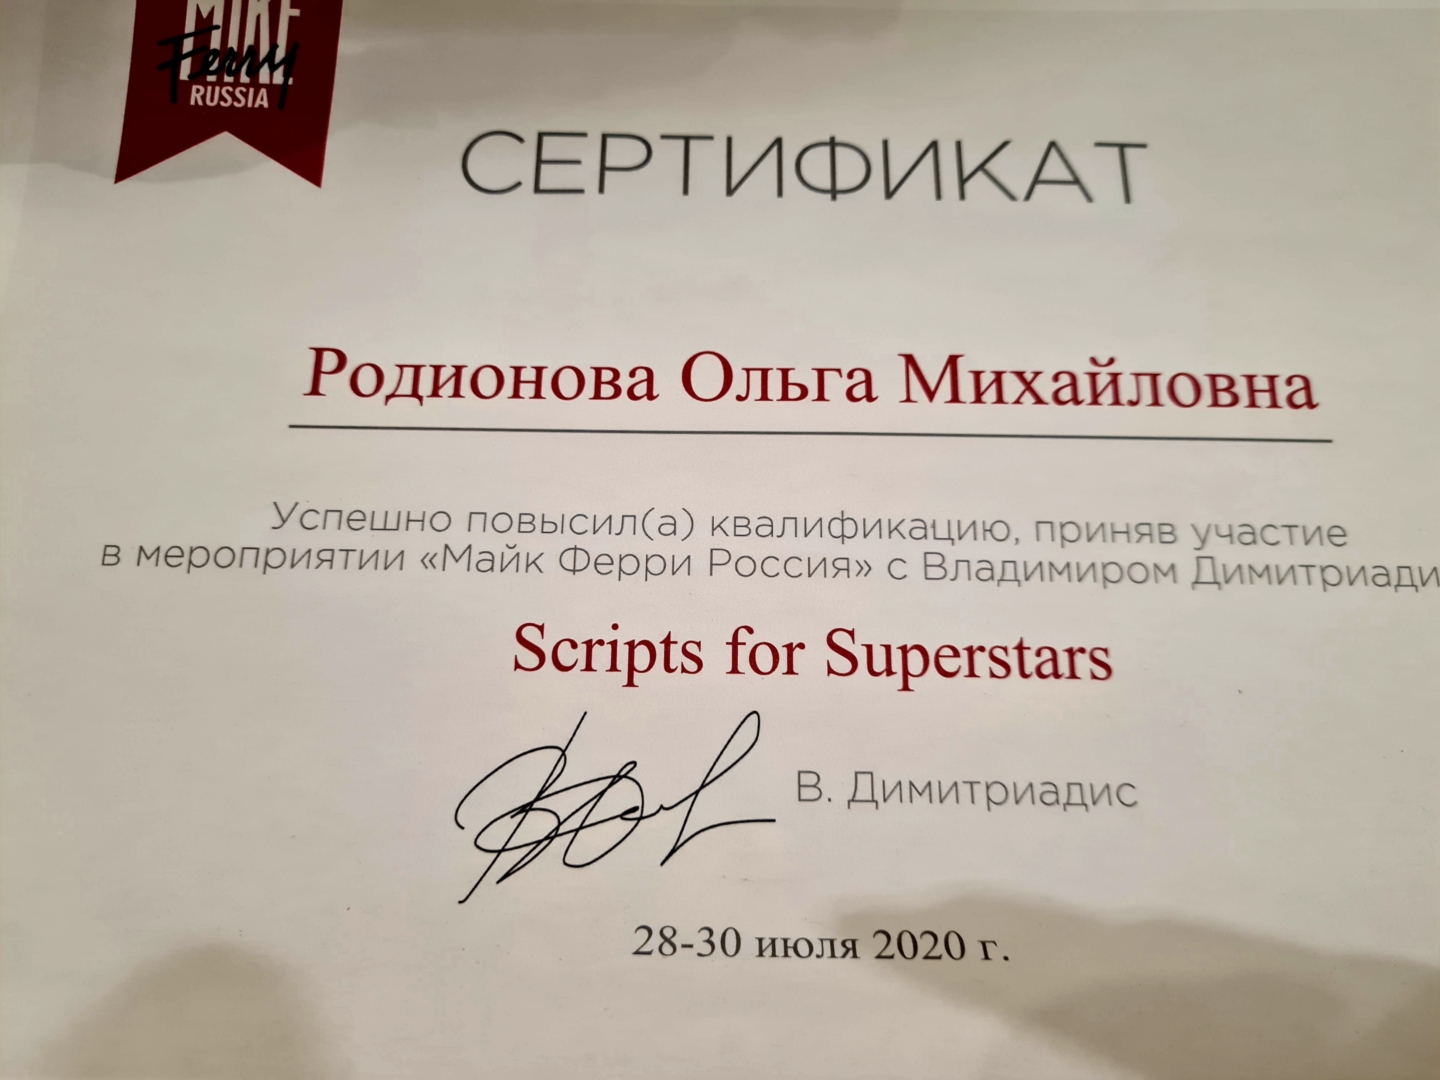 MIKE
Ferry
RUSSIA
СЕРТИФИКАТ
Родионова Ольга Михайловна
Успешно повысил(а) квалификацию, приняв участие
в мероприятии «Майк Ферри Россия» с Владимиром Димитриади
Scripts for Superstars
В. Димитриадис
28-30 июля 2020 г.